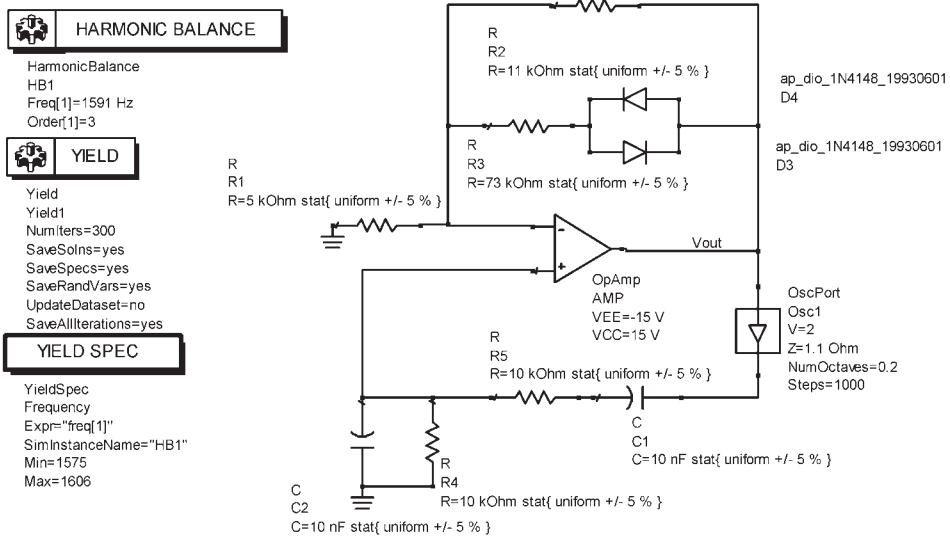 HARMONIC BALANCE
HarmonicBalance
HB1
Freq[1]=1591 Hz
Order[1]=3
YIELD
Yield
Yield1
NumIters=300
SaveSolns=yes
SaveSpecs=yes
SaveRandVars=yes
UpdateDataset=no
SaveAllIterations=yes
YIELD SPEC
YieldSpec
Frequency
Expr="freq[1]"
SimInstanceName="HB1"
Min=1575
Max=1606
R
R2
R=11 kOhm stat{ uniform +/- 5 % }
ap_dio_1N4148_19930601
D4
R
R3
R=73 kOhm stat{ uniform +/- 5 % }
ap_dio_1N4148_19930601
D3
R
R1
R=5 kOhm stat{ uniform +/- 5 % }
-
+
Vout
OpAmp
AMP
VEE=-15 V
VCC=15 V
OscPort
Osc1
V=2
Z=1.1 Ohm
NumOctaves=0.2
Steps=1000
R
R5
R=10 kOhm stat{ uniform +/- 5 % }
C
C1
C=10 nF stat{ uniform +/- 5 % }
R
R4
R=10 kOhm stat{ uniform +/- 5 % }
C
C2
C=10 nF stat{ uniform +/- 5 % }